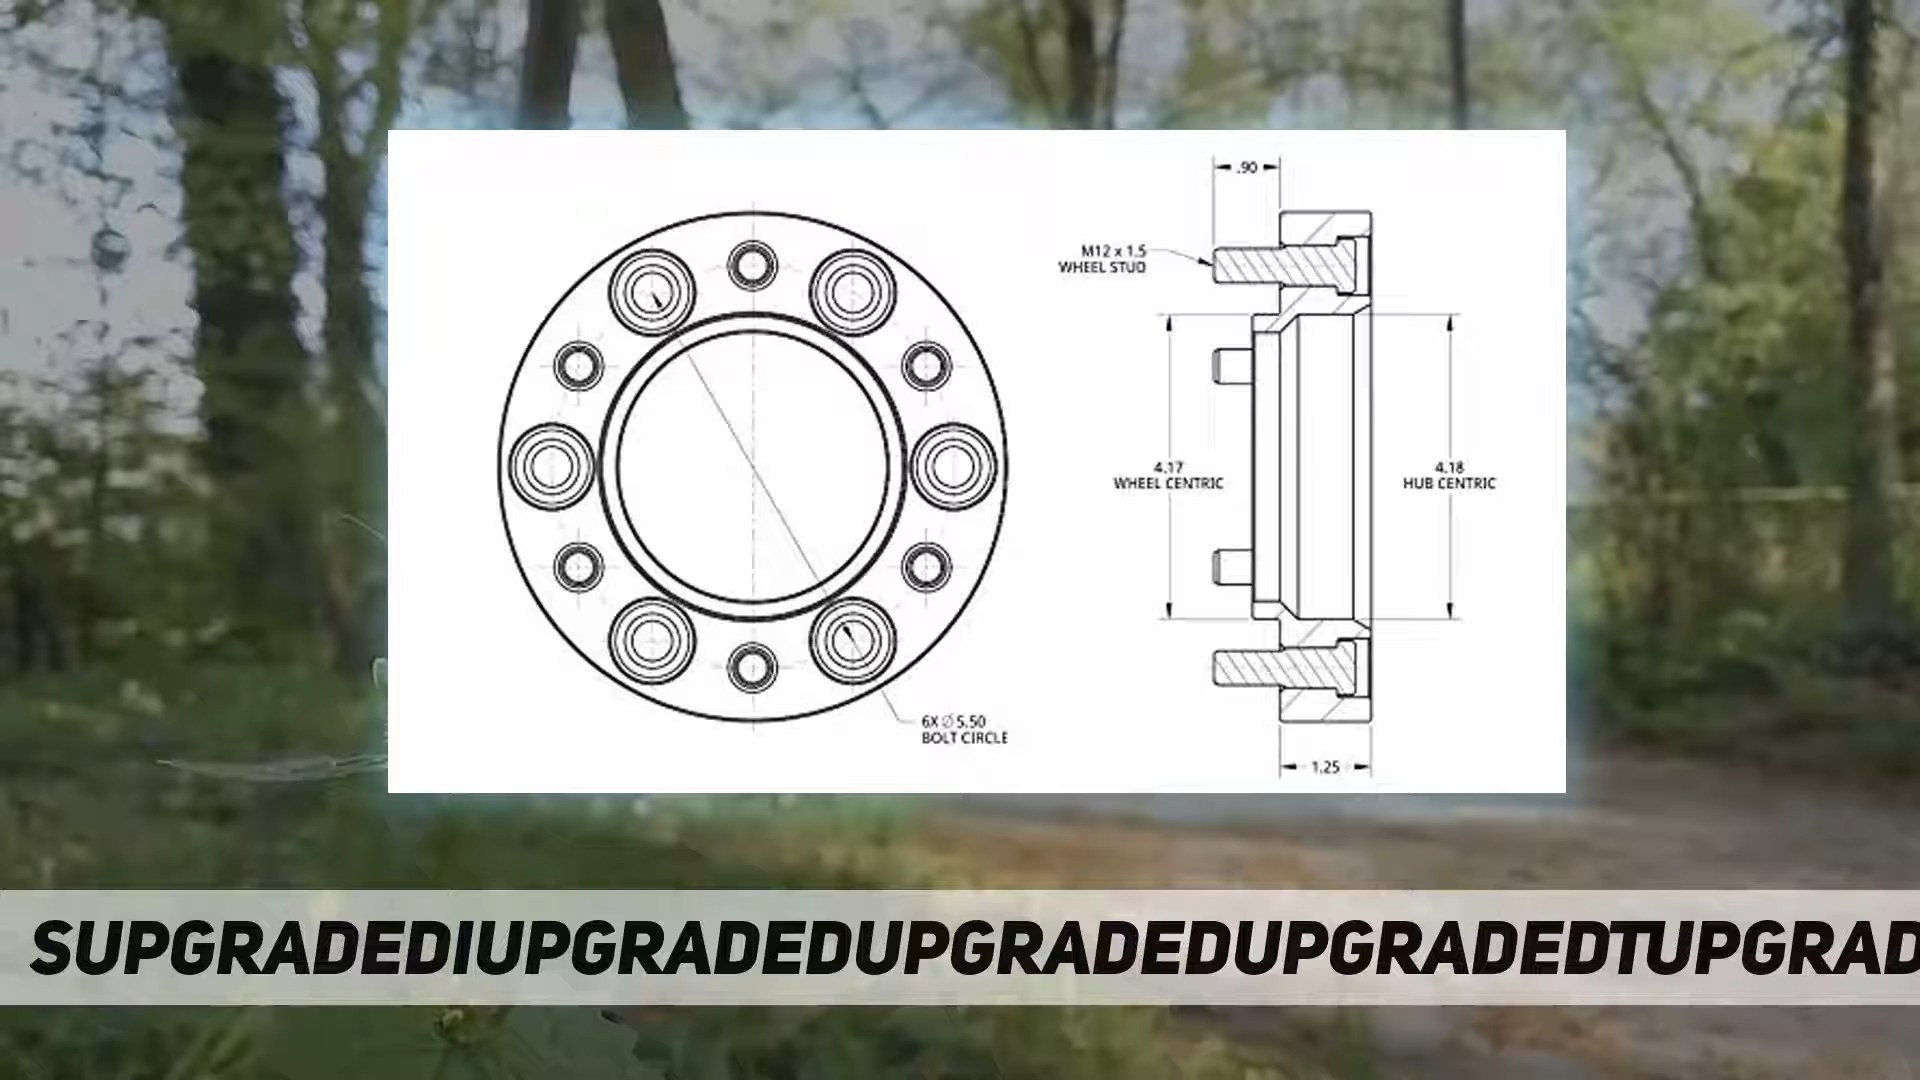 .90
M12 x 1.5
WHEEL STUD
4.17
WHEEL CENTRIC
4.18
HUB CENTRIC
6X Ø 5.50
BOLT CIRCLE
1.25
SUPGRADEDIUPGRADEDUPGRADEDUPGRADEDTUPGRAD